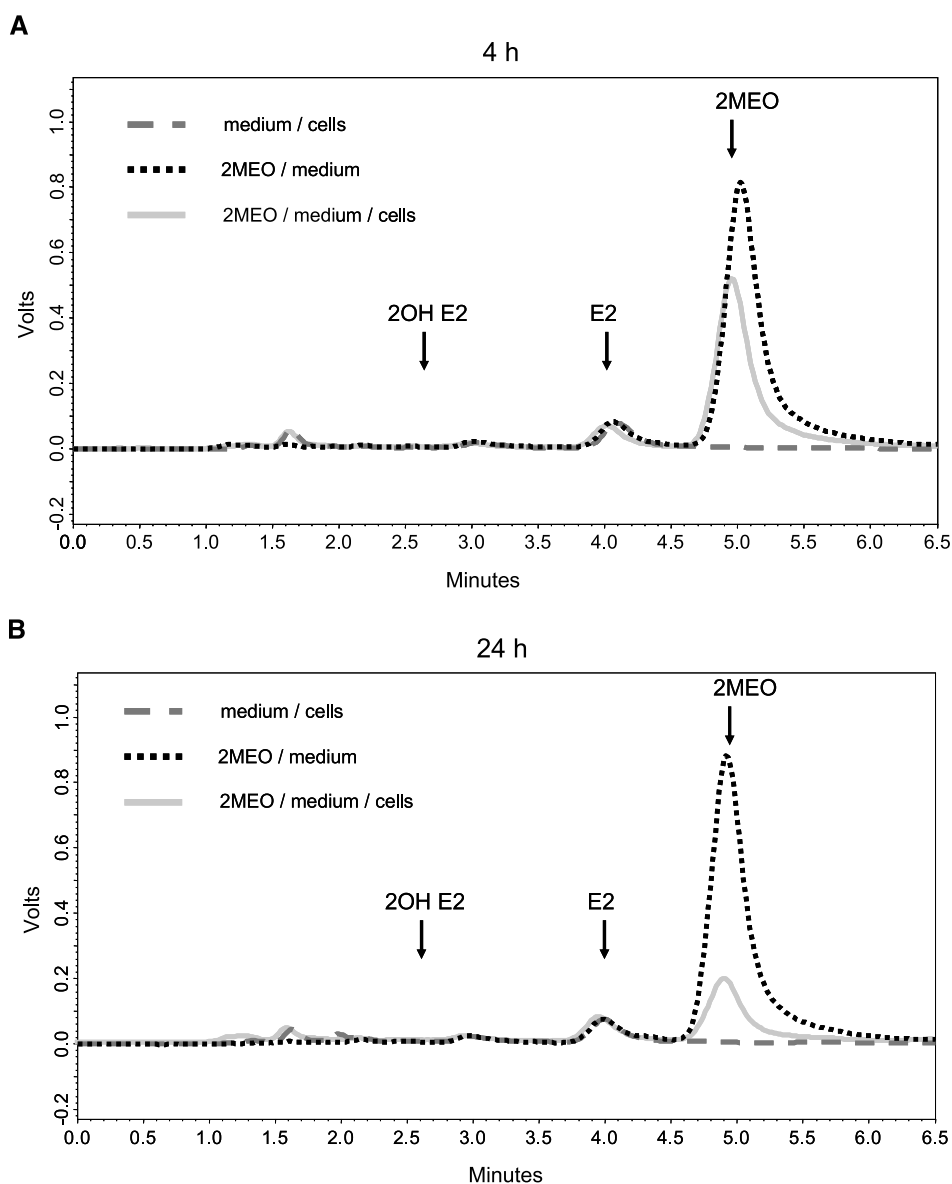 A
4 h
medium / cells
2MEO / medium
2MEO / medium / cells
2MEO
2OH E2
E2
Volts
1.0
0.8
0.6
0.4
0.2
0.0
-0.2
0.0 0.5 1.0 1.5 2.0 2.5 3.0 3.5 4.0 4.5 5.0 5.5 6.0 6.5
Minutes
B
24 h
medium / cells
2MEO / medium
2MEO / medium / cells
2MEO
2OH E2
E2
Volts
1.0
0.8
0.6
0.4
0.2
0.0
-0.2
0.0 0.5 1.0 1.5 2.0 2.5 3.0 3.5 4.0 4.5 5.0 5.5 6.0 6.5
Minutes